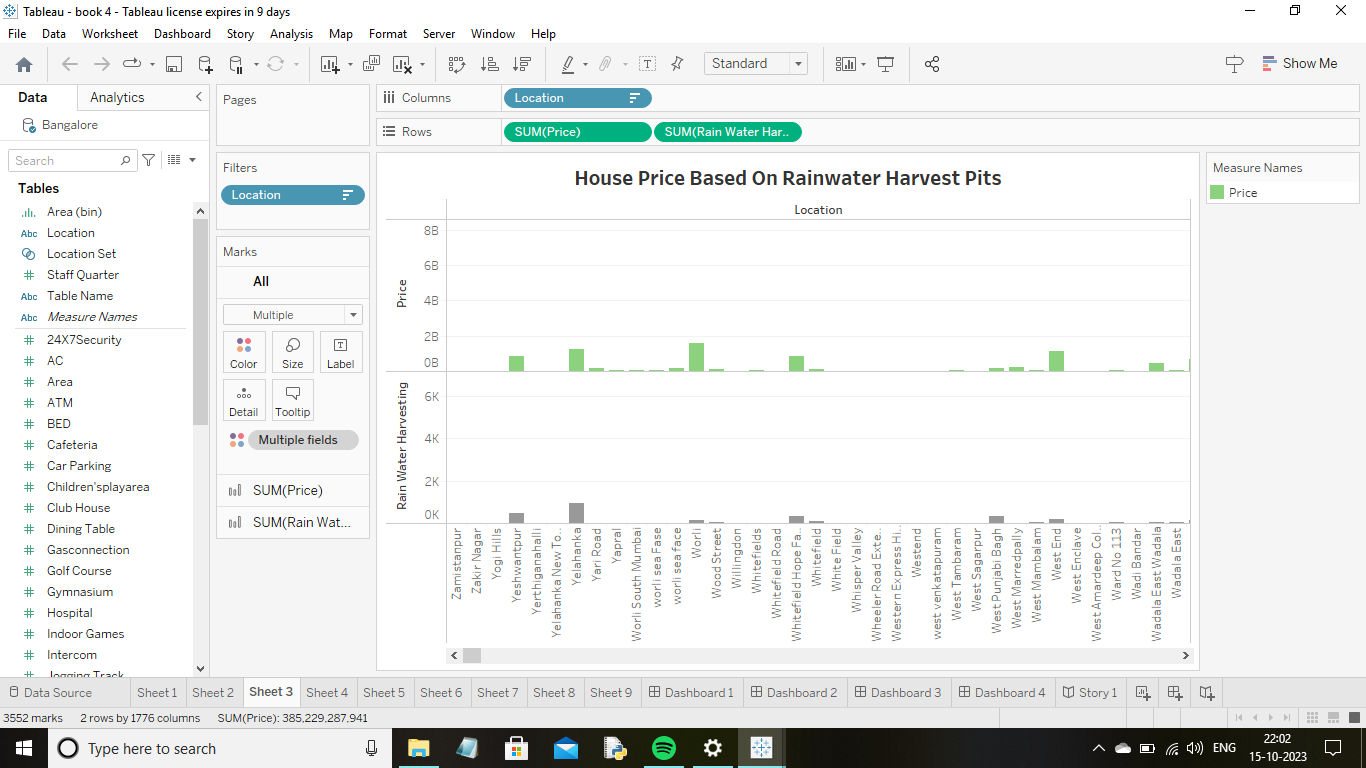 Tableau - book 4 - Tableau license expires in 9 days
File Data Worksheet Dashboard Story Analysis Map Format Server Window Help
Standard
Show Me
Data Analytics
Bangalore
Search
Tables
Area (bin)
Location
Location Set
Staff Quarter
Table Name
Measure Names
24X7Security
AC
Area
ATM
BED
Cafeteria
Car Parking
Children'splayarea
Club House
Dining Table
Gasconnection
Golf Course
Gymnasium
Hospital
Indoor Games
Intercom
Jogging Track
Pages
Filters
Location
Marks
All
Multiple
Color Size Label
Detail Tooltip
Multiple fields
SUM(Price)
SUM(Rain Wat...
Columns Location
Rows SUM(Price) SUM(Rain Water Har..
House Price Based On Rainwater Harvest Pits
Location
Price
8B
6B
4B
2B
0B
Rain Water Harvesting
6K
4K
2K
0K
Zamistanpur
Zakir Nagar
Yogi Hills
Yeshwantpur
Yerthiganahalli
Yelahanka New To..
Yelahanka
Yari Road
Yapral
Worli South Mumbai
worli sea Fase
worli sea face
Worli
Wood Street
Willingdon
Whitefields
Whitefield Road
Whitefield Hope Fa..
Whitefield
White Field
Whisper Valley
Wheeler Road Exte..
Western Express Hi..
Westend
west venkatapuram
West Tambaram
West Sagarpur
West Punjabi Bagh
West Marredpally
West Mambalam
West End
West Enclave
West Amardeep Col..
Ward No 113
Wadi Bandar
Wadala East Wadala
Wadala East
Measure Names
Price
Data Source Sheet 1 Sheet 2 Sheet 3 Sheet 4 Sheet 5 Sheet 6 Sheet 7 Sheet 8 Sheet 9 Dashboard 1 Dashboard 2 Dashboard 3 Dashboard 4 Story 1
3552 marks 2 rows by 1776 columns SUM(Price): 385,229,287,941
Type here to search
ENG
22:02
15-10-2023